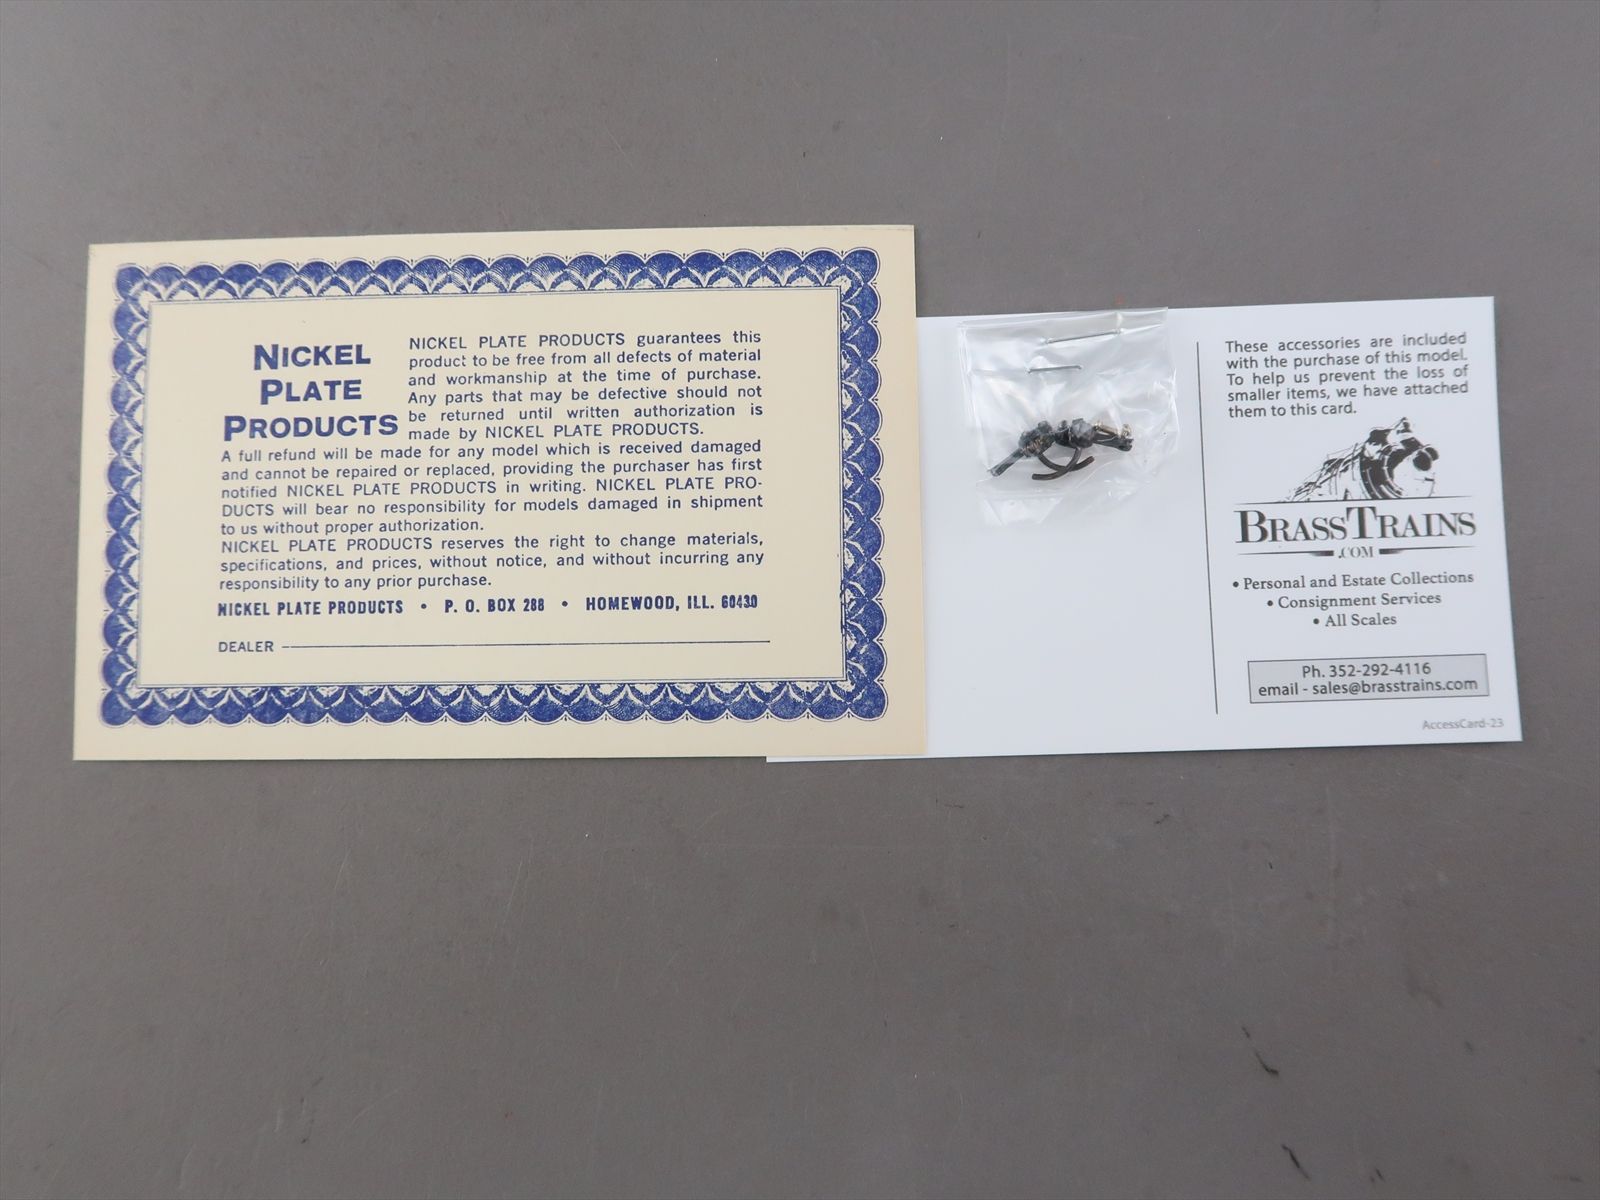 NICKEL
PLATE
PRODUCTS
NICKEL PLATE PRODUCTS guarantees this
product to be free from all defects of material
and workmanship at the time of purchase.
Any parts that may be defective should not
be returned until written authorization is
made by NICKEL PLATE PRODUCTS.
A full refund will be made for any model which is received damaged
and cannot be repaired or replaced, providing the purchaser has first
notified NICKEL PLATE PRODUCTS in writing. NICKEL PLATE PRO-
DUCTS will bear no responsibility for models damaged in shipment
to us without proper authorization.
NICKEL PLATE PRODUCTS reserves the right to change materials,
specifications, and prices, without notice, and without incurring any
responsibility to any prior purchase.
NICKEL PLATE PRODUCTS • P. O. BOX 288 • HOMEWOOD, ILL. 60430
DEALER
These accessories are included
with the purchase of this model.
To help us prevent the loss of
smaller items, we have attached
them to this card.
BRASSTRAINS
.COM
• Personal and Estate Collections
• Consignment Services
• All Scales
Ph. 352-292-4116
email - sales@brasstrains.com
AccessCard-23